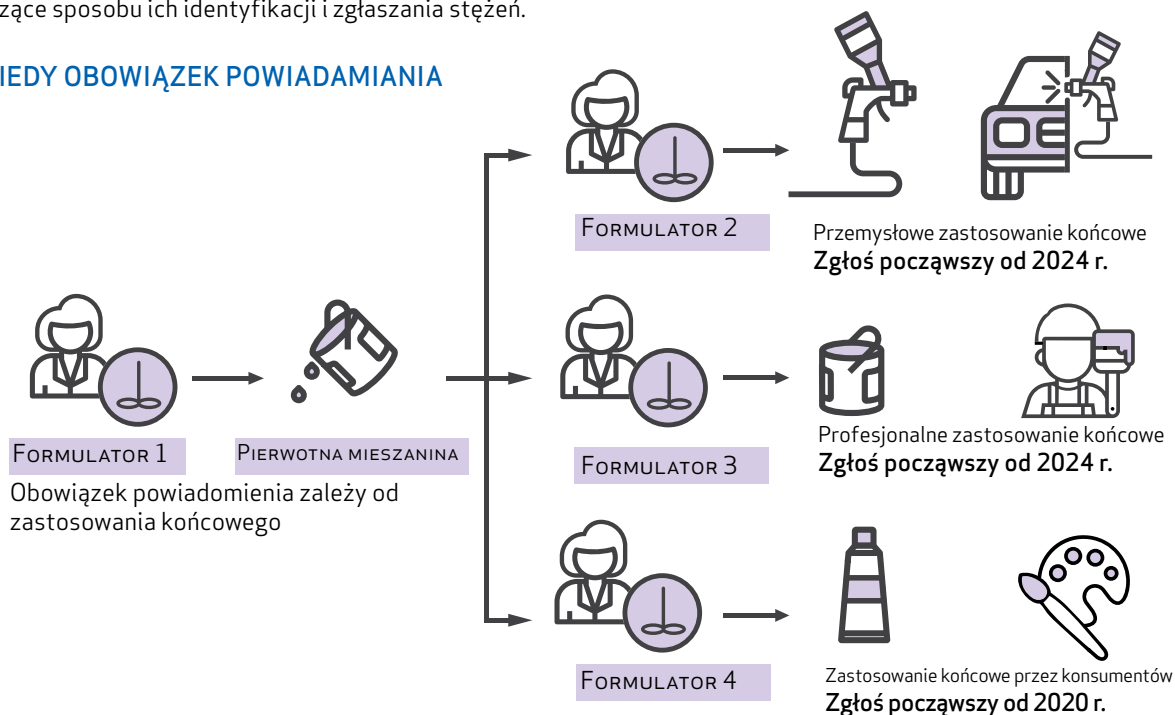 zące sposobu ich identyfikacji i zgłaszania stężeń.
IEDY OBOWIĄZEK POWIADAMIANIA
Formulator 2
Przemysłowe zastosowanie końcowe
Zgłoś począwszy od 2024 r.
Formulator 1
Pierwotna mieszanina
Obowiązek powiadomienia zależy od
zastosowania końcowego
Formulator 3
Profesjonalne zastosowanie końcowe
Zgłoś począwszy od 2024 r.
Formulator 4
Zastosowanie końcowe przez konsumentów
Zgłoś począwszy od 2020 r.